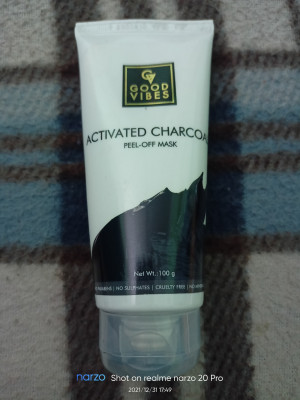 GV
GOOD
VIBES
ACTIVATED CHARCOA
PEEL-OFF MASK
Net Wt.:100 g
NO SULPHATES | CRUELTY FREE |
narzo Shot on realme narzo 20 Pro
2021/12/31 17:49